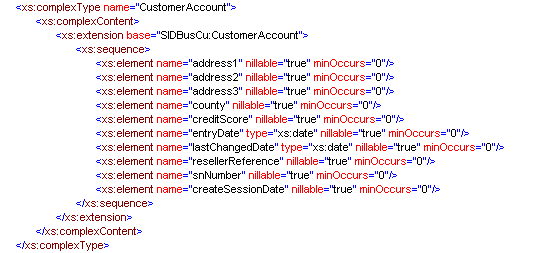 <xs:complexType name="CustomerAccount">
<xs:complexContent>
<xs:extension base="SIDBusCu:CustomerAccount">
<xs:sequence>
<xs:element name="address1" nillable="true" minOccurs="0"/>
<xs:element name="address2" nillable="true" minOccurs="0"/>
<xs:element name="address3" nillable="true" minOccurs="0"/>
<xs:element name="county" nillable="true" minOccurs="0"/>
<xs:element name="creditScore" nillable="true" minOccurs="0"/>
<xs:element name="entryDate" type="xs:date" nillable="true" minOccurs="0"/>
<xs:element name="lastChangedDate" type="xs:date" nillable="true" minOccurs="0"/>
<xs:element name="resellerReference" nillable="true" minOccurs="0"/>
<xs:element name="snNumber" nillable="true" minOccurs="0"/>
<xs:element name="createSessionDate" nillable="true" minOccurs="0"/>
</xs:sequence>
</xs:extension>
</xs:complexContent>
</xs:complexType>